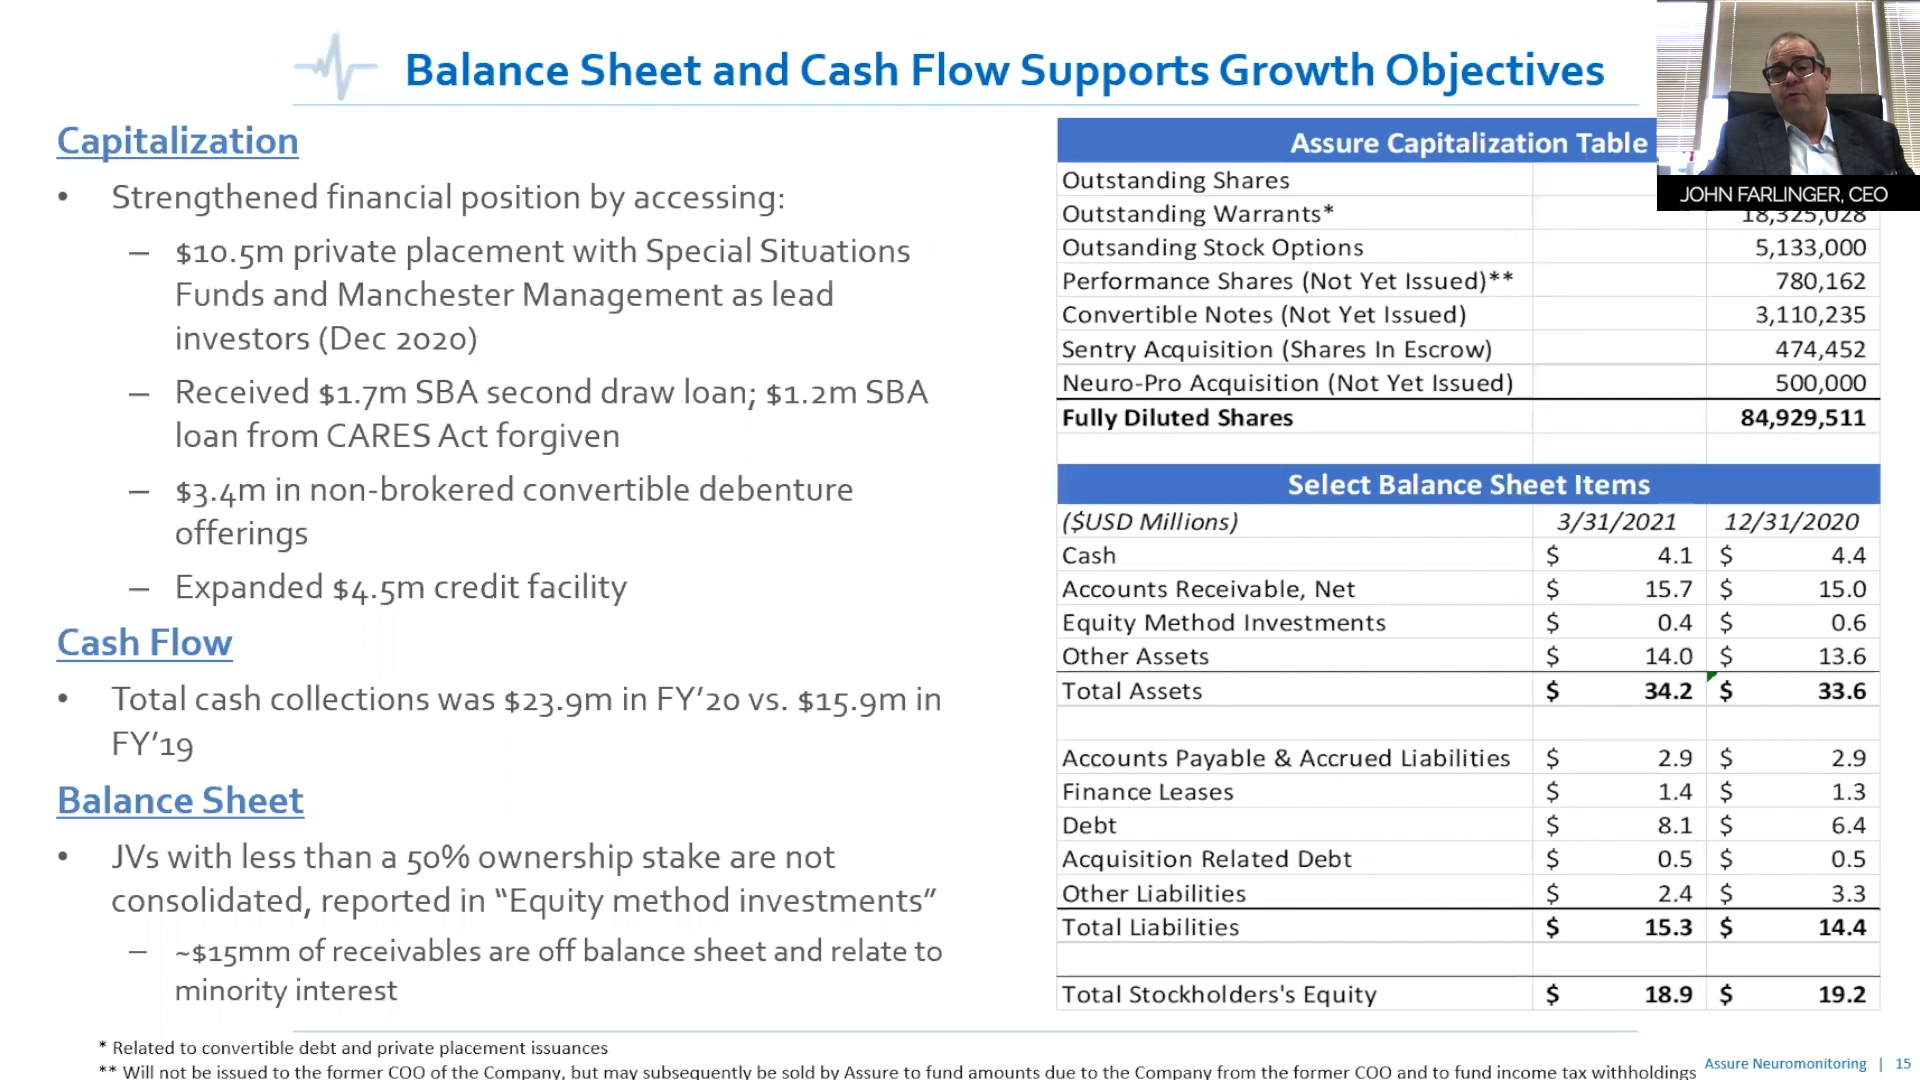 Balance Sheet and Cash Flow Supports Growth Objectives
Capitalization
• Strengthened financial position by accessing:
– $10.5m private placement with Special Situations
Funds and Manchester Management as lead
investors (Dec 2020)
– Received $1.7m SBA second draw loan; $1.2m SBA
loan from CARES Act forgiven
– $3.4m in non-brokered convertible debenture
offerings
– Expanded $4.5m credit facility
Cash Flow
• Total cash collections was $23.9m in FY'20 vs. $15.9m in
FY'19
Balance Sheet
• JVs with less than a 50% ownership stake are not
consolidated, reported in “Equity method investments”
– ~$15mm of receivables are off balance sheet and relate to
minority interest
Assure Capitalization Table
Outstanding Shares
Outstanding Warrants* 18,325,028
Outsanding Stock Options 5,133,000
Performance Shares (Not Yet Issued)** 780,162
Convertible Notes (Not Yet Issued) 3,110,235
Sentry Acquisition (Shares In Escrow) 474,452
Neuro-Pro Acquisition (Not Yet Issued) 500,000
Fully Diluted Shares 84,929,511
Select Balance Sheet Items
($USD Millions) 3/31/2021 12/31/2020
Cash $ 4.1 $ 4.4
Accounts Receivable, Net $ 15.7 $ 15.0
Equity Method Investments $ 0.4 $ 0.6
Other Assets $ 14.0 $ 13.6
Total Assets $ 34.2 $ 33.6
Accounts Payable & Accrued Liabilities $ 2.9 $ 2.9
Finance Leases $ 1.4 $ 1.3
Debt $ 8.1 $ 6.4
Acquisition Related Debt $ 0.5 $ 0.5
Other Liabilities $ 2.4 $ 3.3
Total Liabilities $ 15.3 $ 14.4
Total Stockholders's Equity $ 18.9 $ 19.2
JOHN FARLINGER, CEO
* Related to convertible debt and private placement issuances
** Will not be issued to the former COO of the Company, but may subsequently be sold by Assure to fund amounts due to the Company from the former COO and to fund income tax withholdings
Assure Neuromonitoring | 15